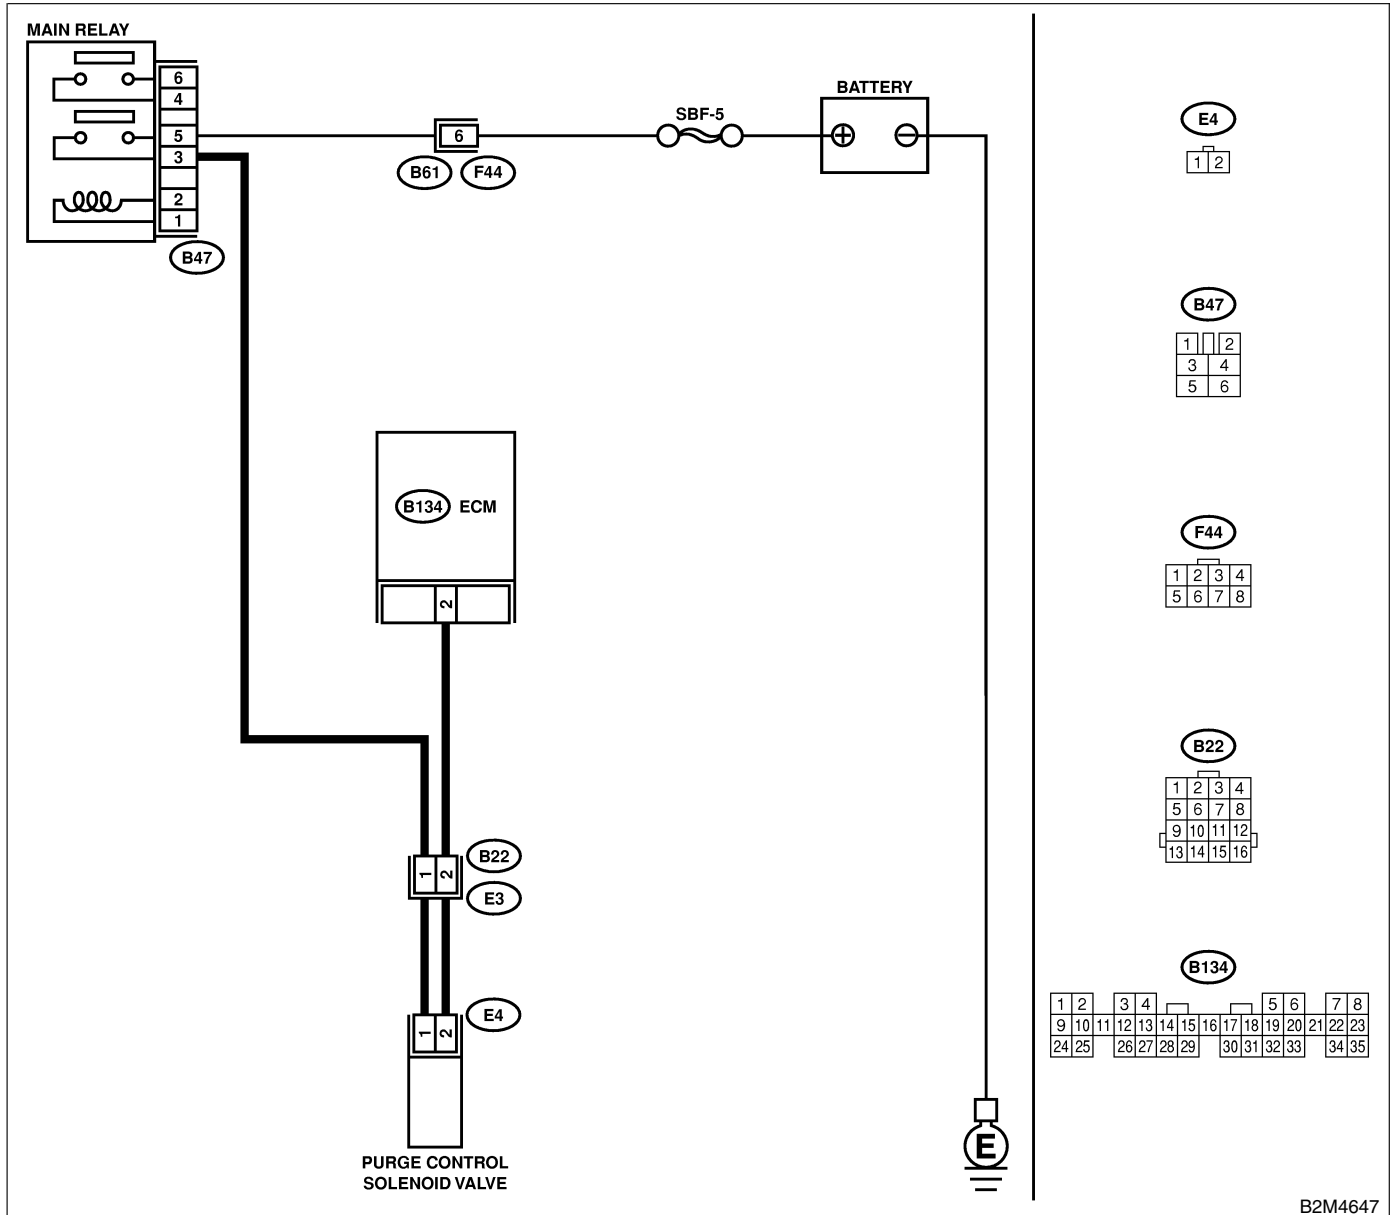 MAIN RELAY
6
4
5
3
2
1
B47
6
B61 F44
SBF-5
BATTERY
+ −
B134 ECM
2
1 2
B22
E3
1 2
E4
PURGE CONTROL
SOLENOID VALVE
E
E4
1 2
B47
1 2
3 4
5 6
F44
1 2 3 4
5 6 7 8
B22
1 2 3 4
5 6 7 8
9 10 11 12
13 14 15 16
B134
1 2 3 4 5 6 7 8
9 10 11 12 13 14 15 16 17 18 19 20 21 22 23
24 25 26 27 28 29 30 31 32 33 34 35
B2M4647